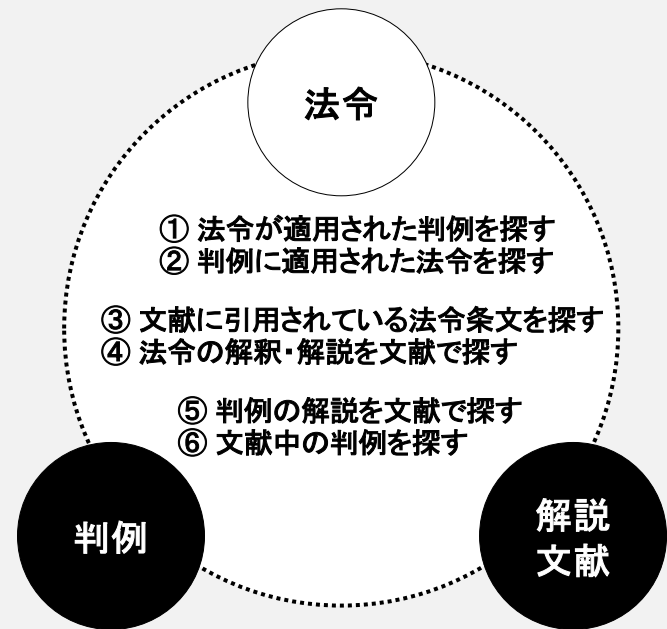 法令
① 法令が適用された判例を探す
② 判例に適用された法令を探す
③ 文献に引用されている法令条文を探す
④ 法令の解釈・解説を文献で探す
⑤ 判例の解説を文献で探す
⑥ 文献中の判例を探す
判例
解説
文献